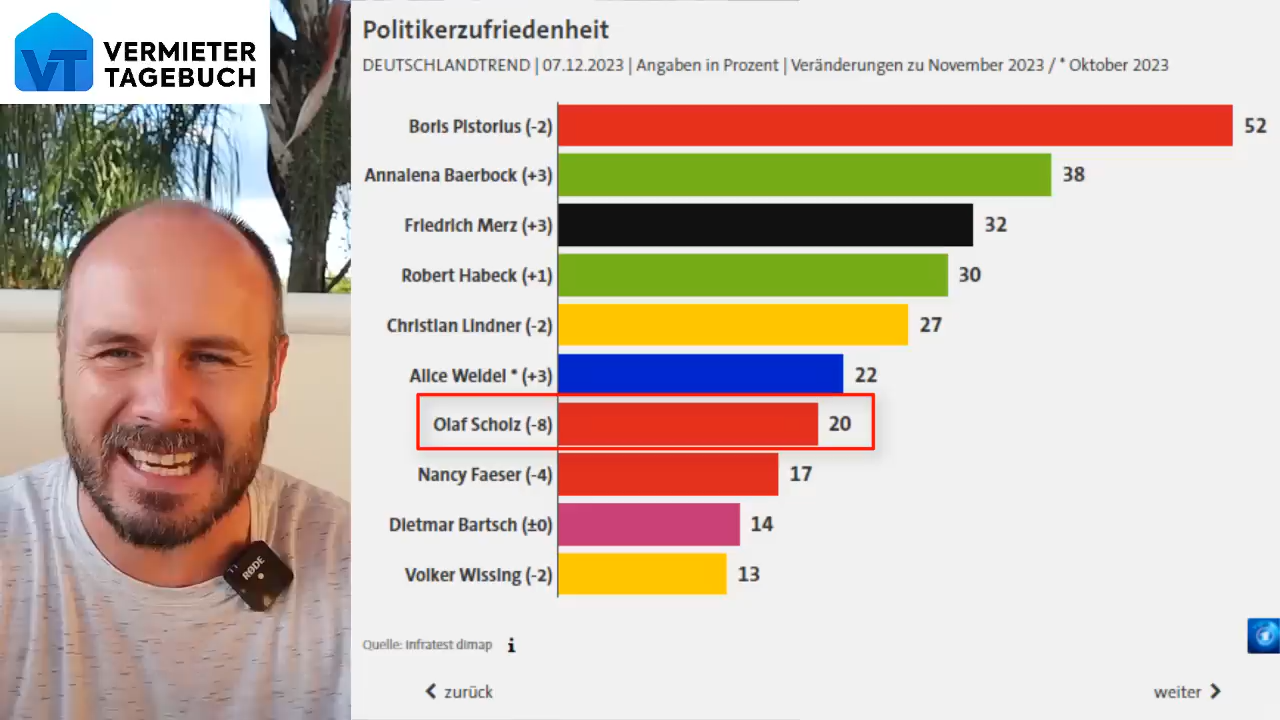 VT VERMIETER
TAGEBUCH
Politikerzufriedenheit
DEUTSCHLANDTREND | 07.12.2023 | Angaben in Prozent | Veränderungen zu November 2023 / * Oktober 2023
Boris Pistorius (-2) 52
Annalena Baerbock (+3) 38
Friedrich Merz (+3) 32
Robert Habeck (+1) 30
Christian Lindner (-2) 27
Alice Weidel * (+3) 22
Olaf Scholz (-8) 20
Nancy Faeser (-4) 17
Dietmar Bartsch (±0) 14
Volker Wissing (-2) 13
RØDE
Quelle: Infratest dimap i
zurück weiter